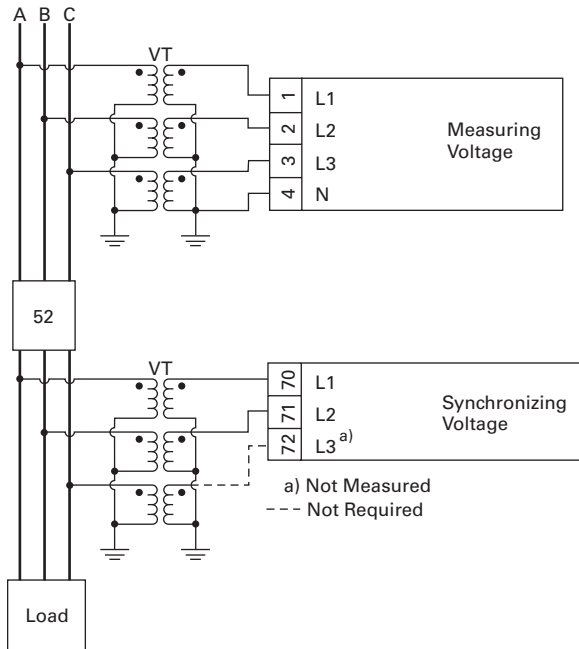 A B C
VT
1 L1
2 L2
3 L3
4 N
Measuring
Voltage
52
VT
70 L1
71 L2
72 L3 a)
Synchronizing
Voltage
a) Not Measured
--- Not Required
Load